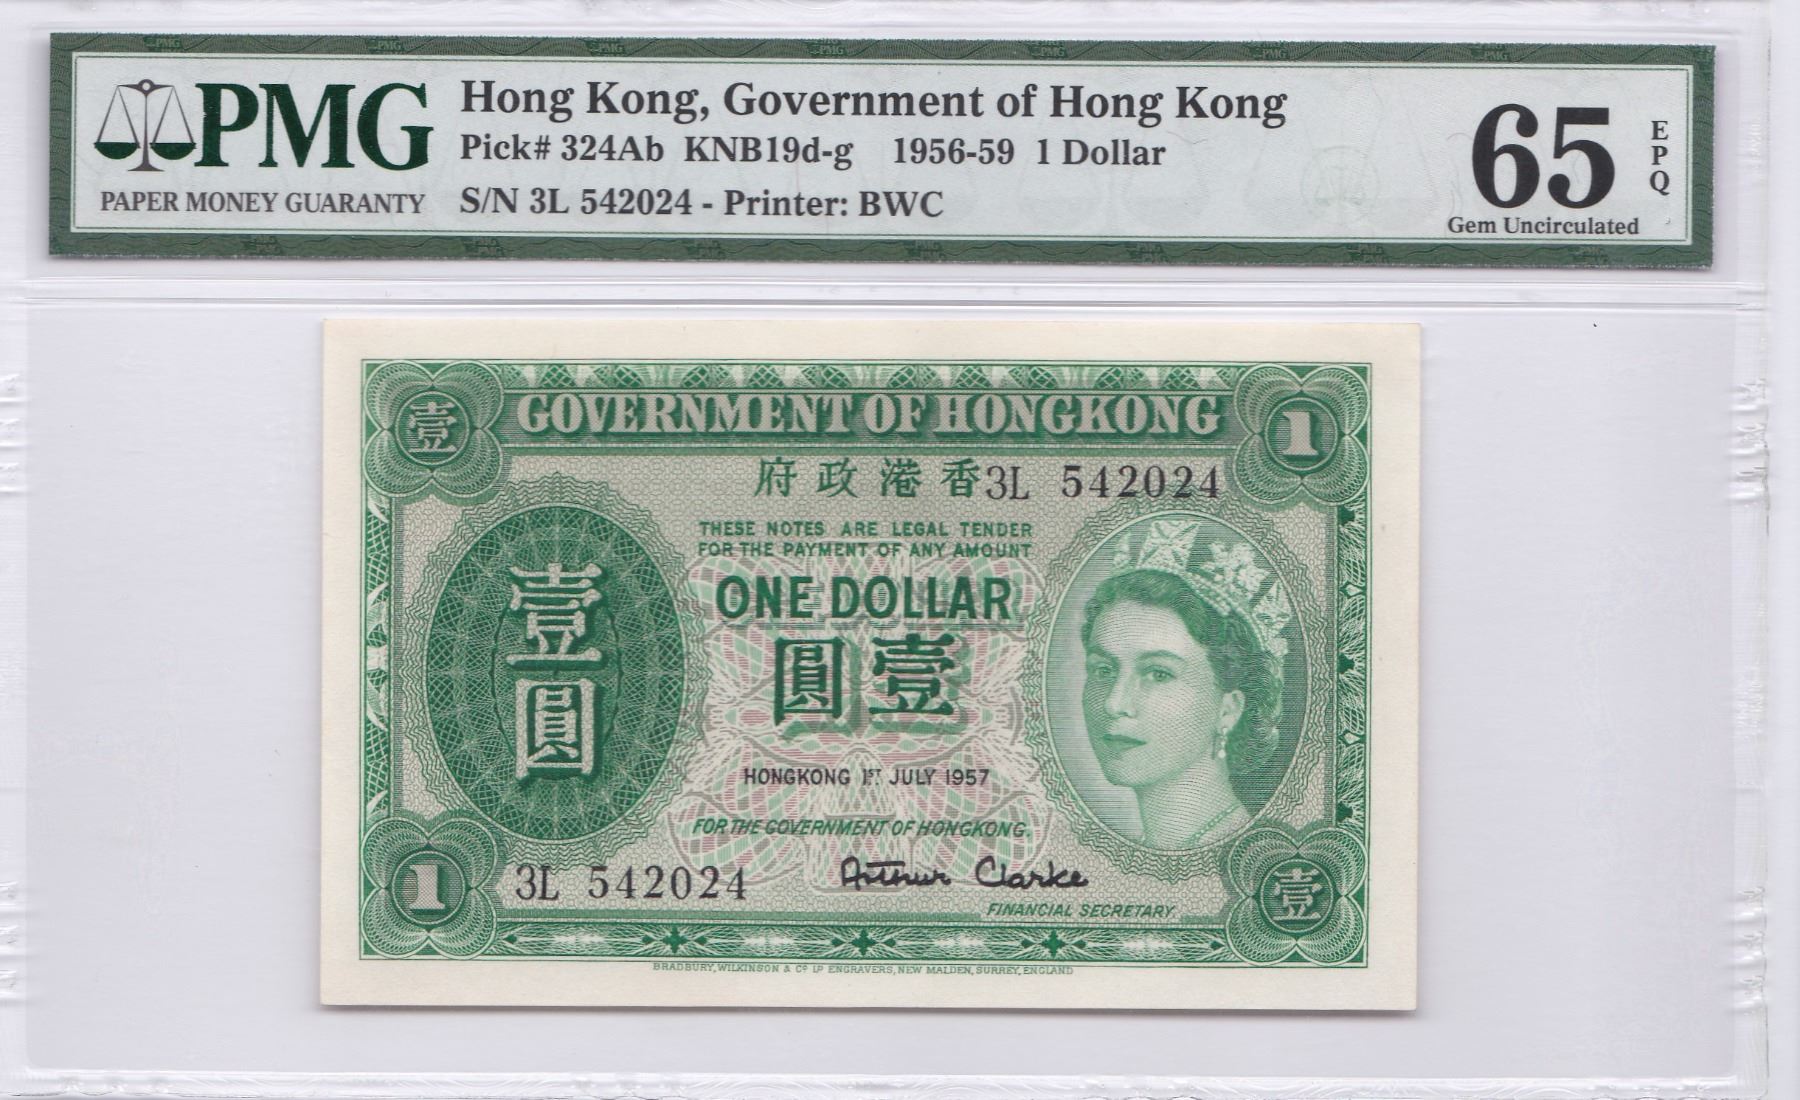 PMG
PAPER MONEY GUARANTY
Hong Kong, Government of Hong Kong
Pick# 324Ab KNB19d-g 1956-59 1 Dollar
S/N 3L 542024 - Printer: BWC
65
EPQ
Gem Uncirculated
壹
GOVERNMENT OF HONGKONG
1
府政港香
3L 542024
THESE NOTES ARE LEGAL TENDER
FOR THE PAYMENT OF ANY AMOUNT
ONE DOLLAR
圓壹
壹圓
HONGKONG 1ST JULY 1957
FOR THE GOVERNMENT OF HONGKONG.
1
3L 542024
Arthur Clarke
FINANCIAL SECRETARY
壹
BRADBURY, WILKINSON & Co. LD ENGRAVERS, NEW MALDEN, SURREY, ENGLAND